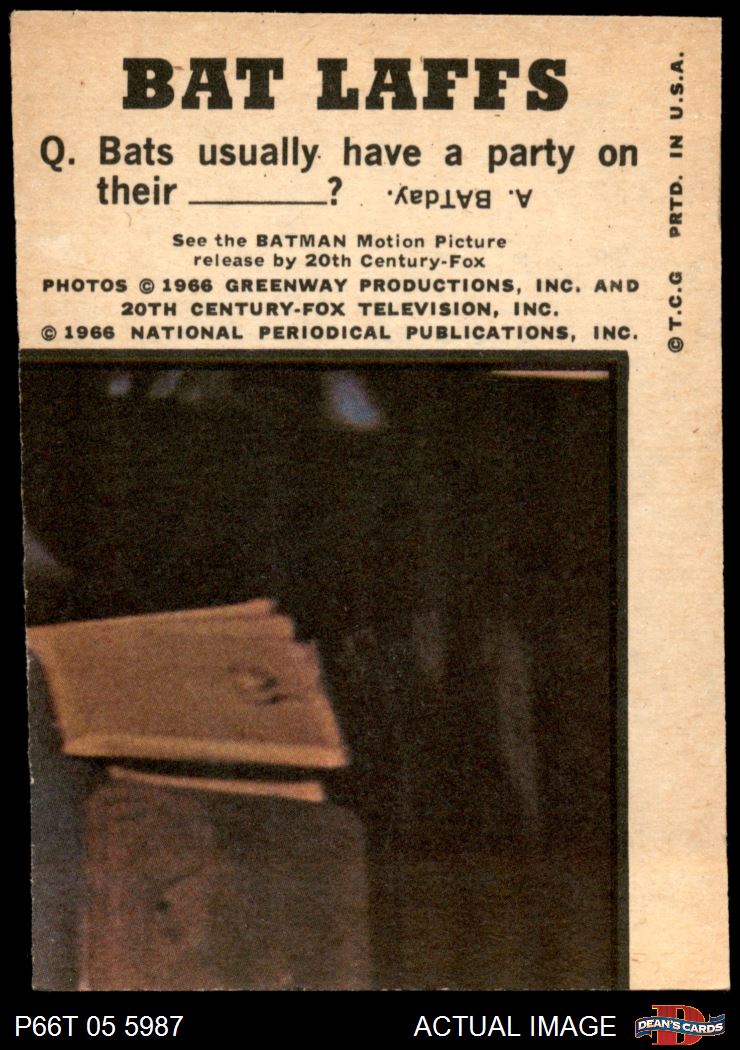 BAT LAFFS
Q. Bats usually have a party on
their ________?
A. BATday.
See the BATMAN Motion Picture
release by 20th Century-Fox
PHOTOS © 1966 GREENWAY PRODUCTIONS, INC. AND
20TH CENTURY-FOX TELEVISION, INC.
© 1966 NATIONAL PERIODICAL PUBLICATIONS, INC.
© T.C.G PRTD. IN U.S.A.
P66T 05 5987
ACTUAL IMAGE
D
DEAN'S CARDS